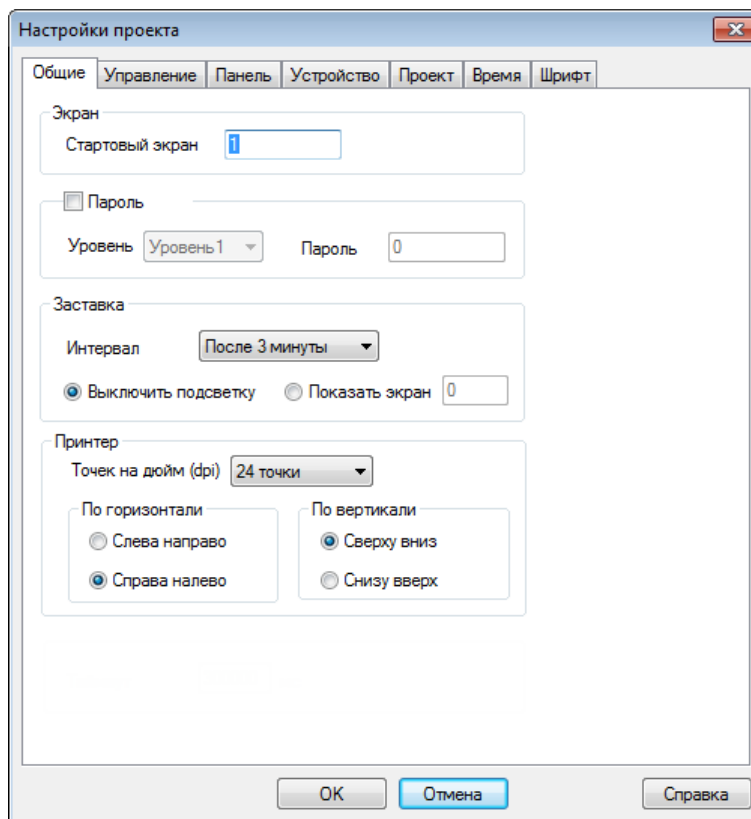 Настройки проекта
Общие Управление Панель Устройство Проект Время Шрифт
Экран
Стартовый экран 1
Пароль
Уровень Уровень1 Пароль 0
Заставка
Интервал После 3 минуты
Выключить подсветку Показать экран 0
Принтер
Точек на дюйм (dpi) 24 точки
По горизонтали По вертикали
Слева направо Сверху вниз
Справа налево Снизу вверх
OK Отмена Справка